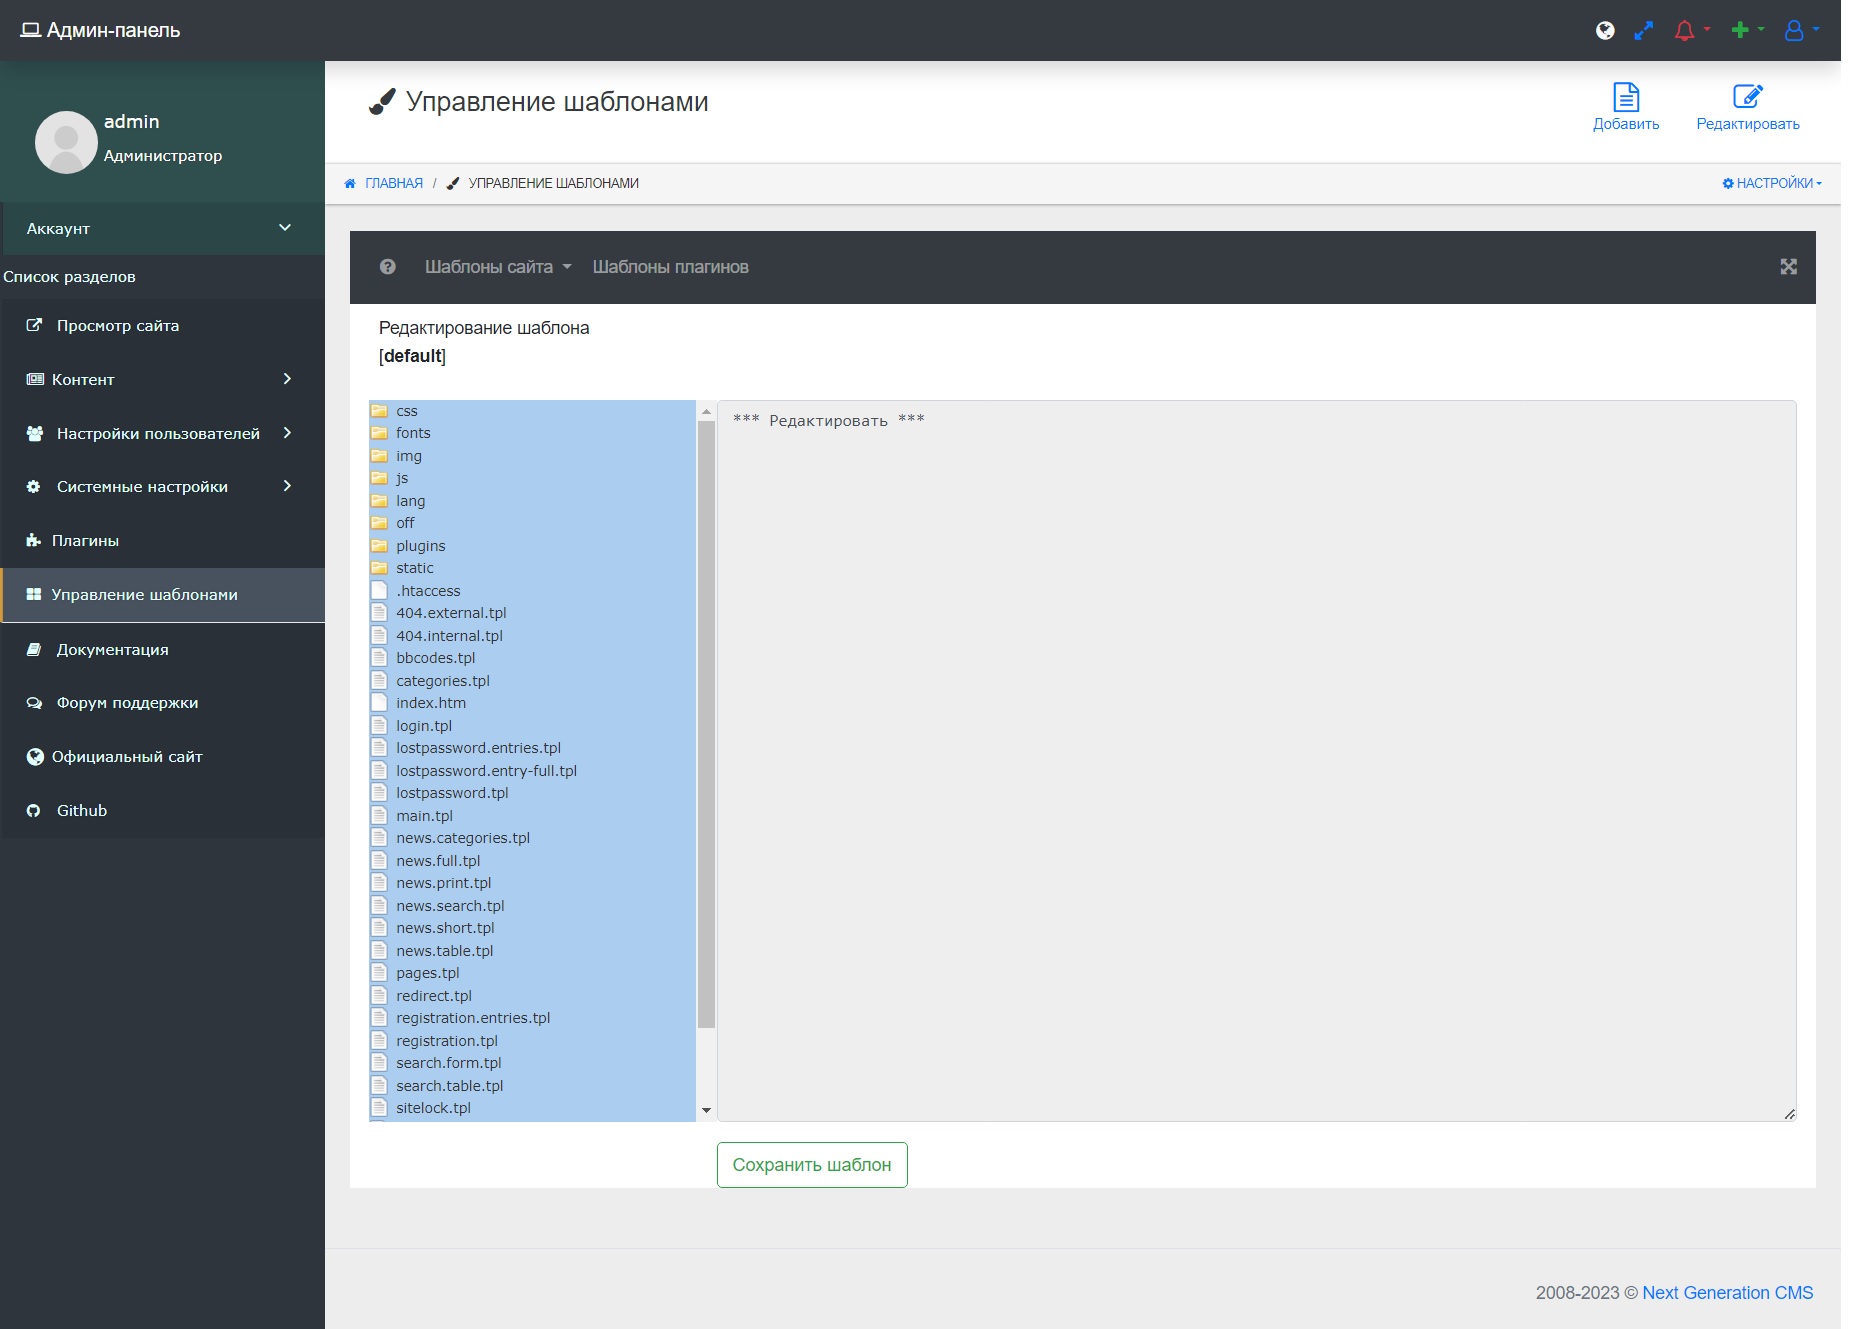 Админ-панель
admin
Администратор
Аккаунт
Список разделов
Просмотр сайта
Контент
Настройки пользователей
Системные настройки
Плагины
Управление шаблонами
Документация
Форум поддержки
Официальный сайт
Github
Управление шаблонами
Добавить
Редактировать
ГЛАВНАЯ / УПРАВЛЕНИЕ ШАБЛОНАМИ
НАСТРОЙКИ
Шаблоны сайта Шаблоны плагинов
Редактирование шаблона
[default]
css
fonts
img
js
lang
off
plugins
static
.htaccess
404.external.tpl
404.internal.tpl
bbcodes.tpl
categories.tpl
index.htm
login.tpl
lostpassword.entries.tpl
lostpassword.entry-full.tpl
lostpassword.tpl
main.tpl
news.categories.tpl
news.full.tpl
news.print.tpl
news.search.tpl
news.short.tpl
news.table.tpl
pages.tpl
redirect.tpl
registration.entries.tpl
registration.tpl
search.form.tpl
search.table.tpl
sitelock.tpl
*** Редактировать ***
Сохранить шаблон
2008-2023 © Next Generation CMS